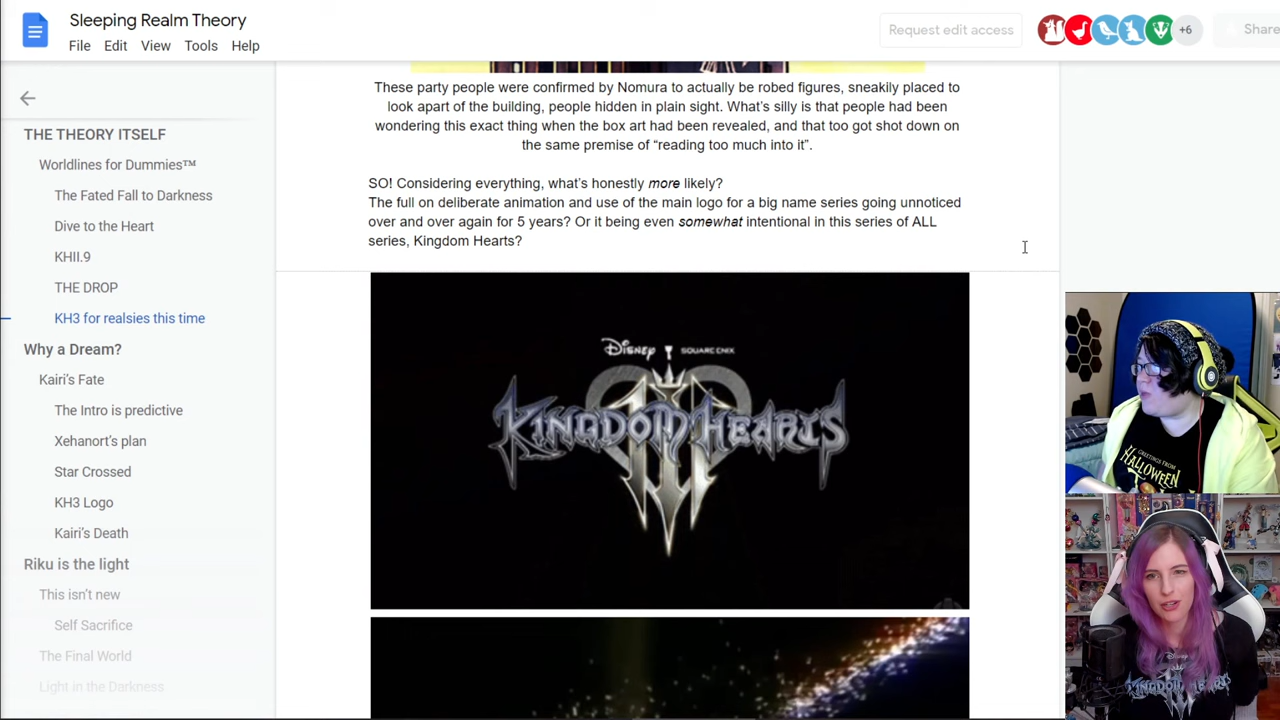 Sleeping Realm Theory
File Edit View Tools Help
Request edit access
+6
Share
THE THEORY ITSELF
Worldlines for Dummies™
The Fated Fall to Darkness
Dive to the Heart
KHII.9
THE DROP
KH3 for realsies this time
Why a Dream?
Kairi's Fate
The Intro is predictive
Xehanort's plan
Star Crossed
KH3 Logo
Kairi's Death
Riku is the light
This isn't new
Self Sacrifice
The Final World
Light in the Darkness
These party people were confirmed by Nomura to actually be robed figures, sneakily placed to
look apart of the building, people hidden in plain sight. What's silly is that people had been
wondering this exact thing when the box art had been revealed, and that too got shot down on
the same premise of “reading too much into it”.
SO! Considering everything, what's honestly more likely?
The full on deliberate animation and use of the main logo for a big name series going unnoticed
over and over again for 5 years? Or it being even somewhat intentional in this series of ALL
series, Kingdom Hearts?
Disney SQUARE ENIX
KINGDOM HEARTS
III
GREETINGS FROM
HALLOWEEN
Disney
KINGDOM HEARTS